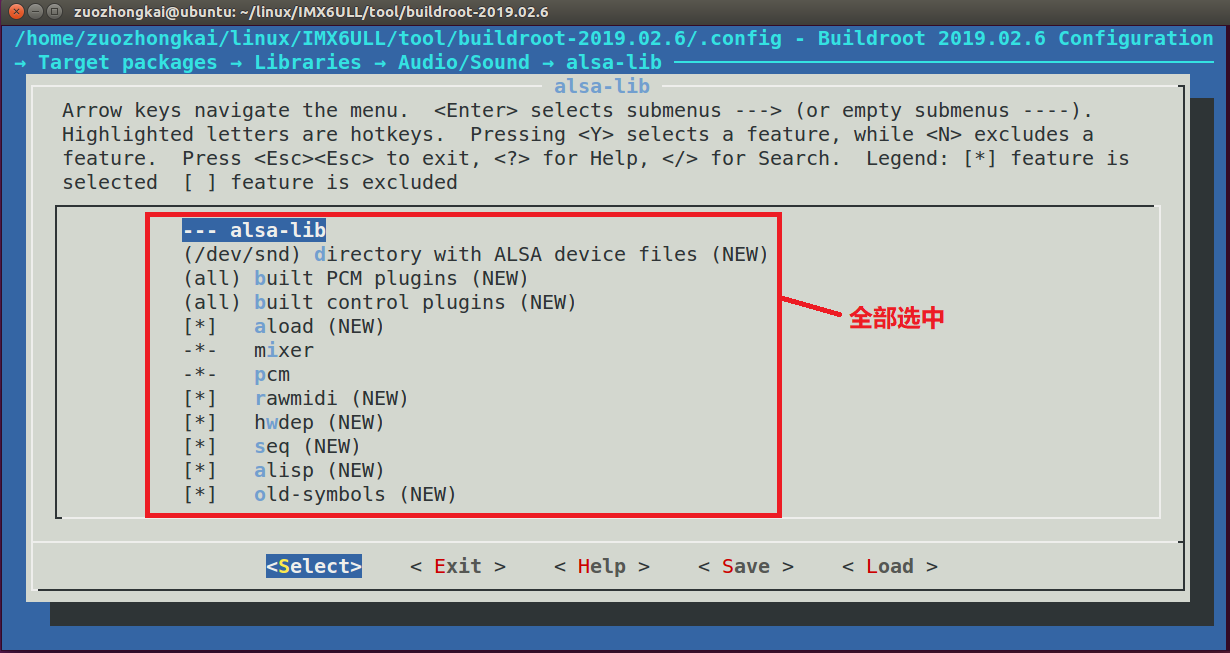 zuozhongkai@ubuntu: ~/linux/IMX6ULL/tool/buildroot-2019.02.6
/home/zuozhongkai/linux/IMX6ULL/tool/buildroot-2019.02.6/.config - Buildroot 2019.02.6 Configuration
→ Target packages → Libraries → Audio/Sound → alsa-lib
alsa-lib
Arrow keys navigate the menu.  <Enter> selects submenus ---> (or empty submenus ----).
Highlighted letters are hotkeys.  Pressing <Y> selects a feature, while <N> excludes a
feature.  Press <Esc><Esc> to exit, <?> for Help, </> for Search.  Legend: [*] feature is
selected  [ ] feature is excluded
--- alsa-lib
(/dev/snd) directory with ALSA device files (NEW)
(all) built PCM plugins (NEW)
(all) built control plugins (NEW)
[*]   aload (NEW)
-*-   mixer
-*-   pcm
[*]   rawmidi (NEW)
[*]   hwdep (NEW)
[*]   seq (NEW)
[*]   alisp (NEW)
[*]   old-symbols (NEW)
全部选中
<Select>    < Exit >    < Help >    < Save >    < Load >